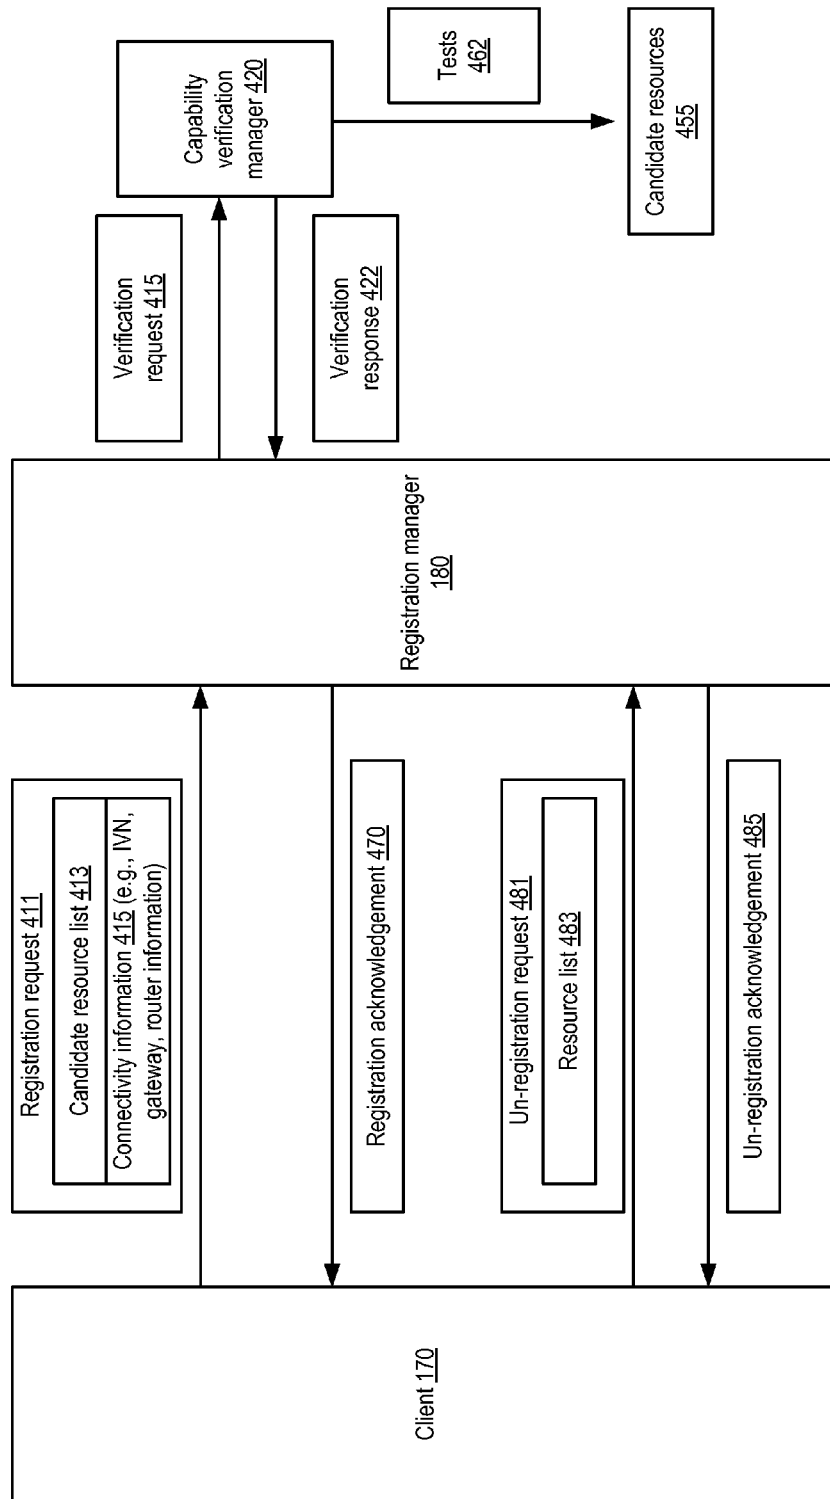 Registration request 411
Candidate resource list 413
Connectivity information 415 (e.g., IVN,
gateway, router information)
Registration acknowledgement 470
Un-registration request 481
Resource list 483
Un-registration acknowledgement 485
Client 170
Registration manager
180
Verification
request 415
Verification
response 422
Capability
verification
manager 420
Tests
462
Candidate resources
455